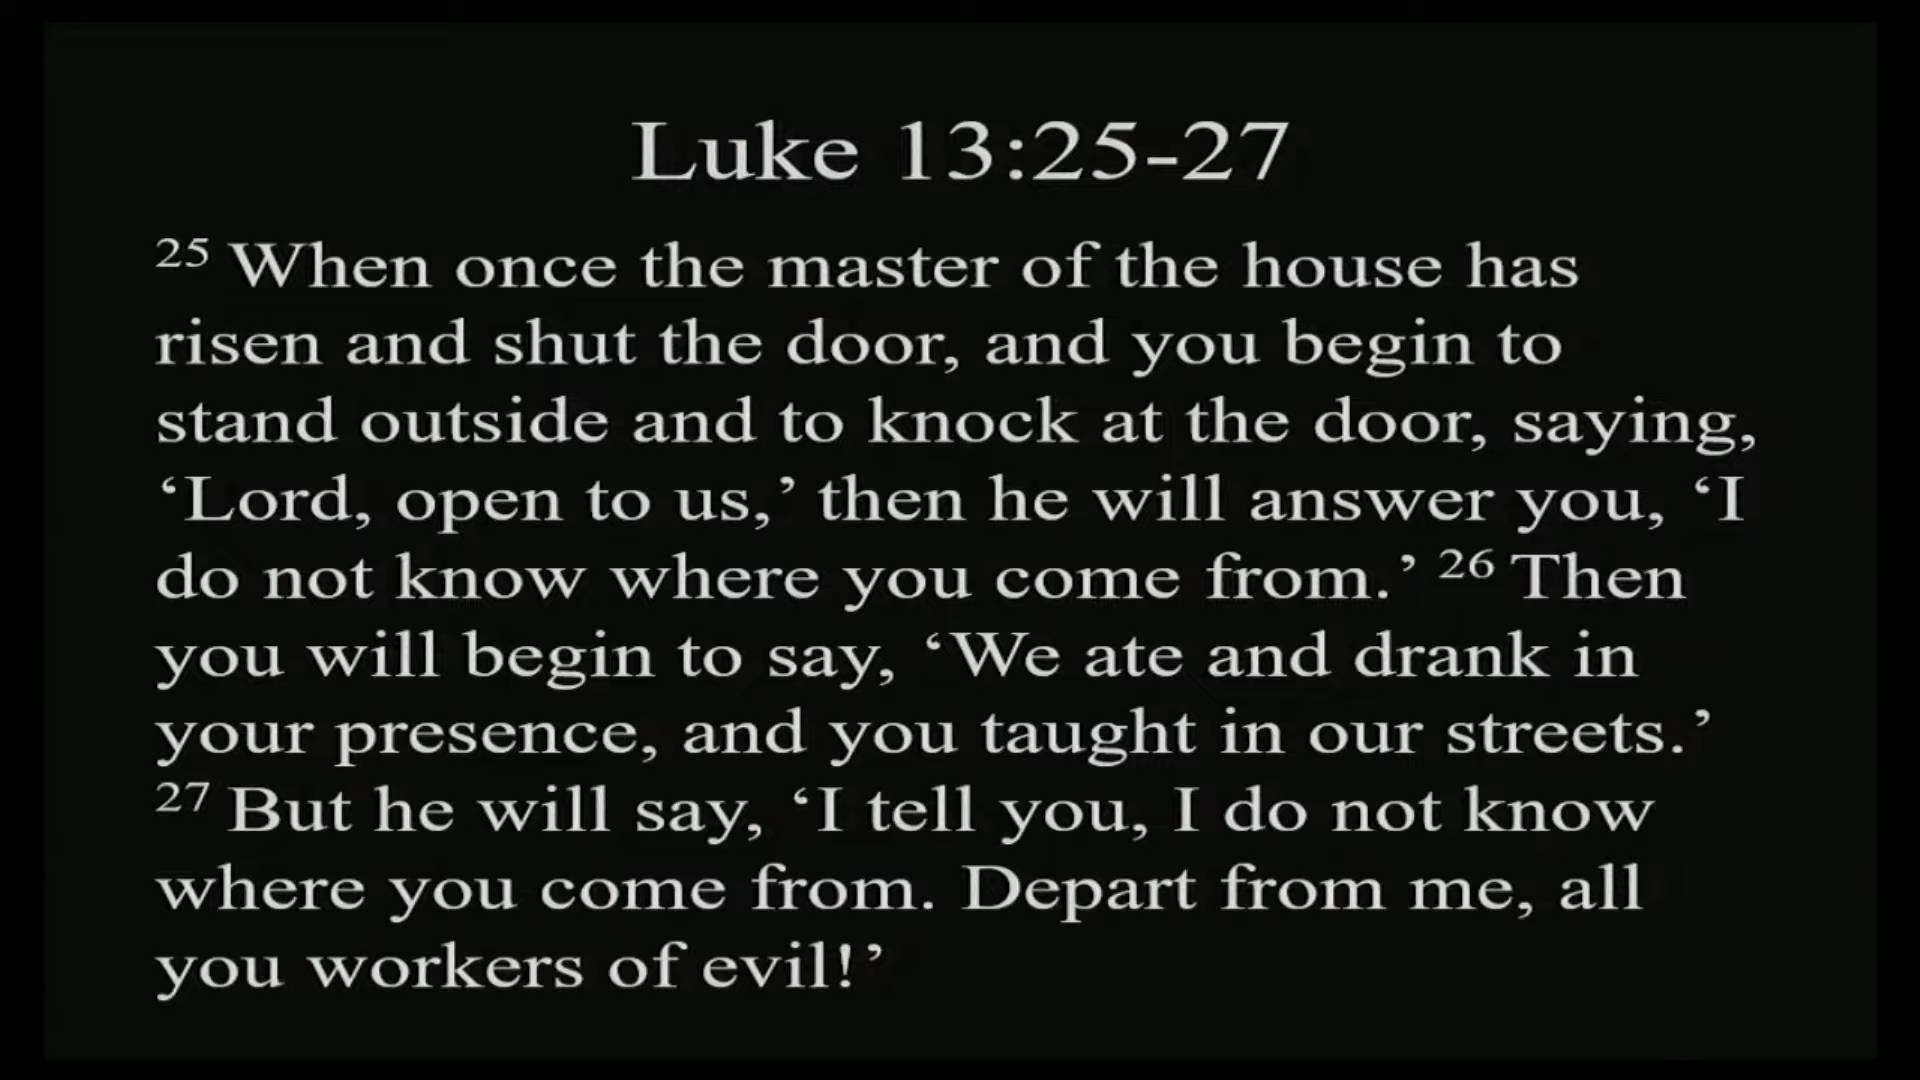 Luke 13:25-27
25 When once the master of the house has
risen and shut the door, and you begin to
stand outside and to knock at the door, saying,
‘Lord, open to us,’ then he will answer you, ‘I
do not know where you come from.’ 26 Then
you will begin to say, ‘We ate and drank in
your presence, and you taught in our streets.’
27 But he will say, ‘I tell you, I do not know
where you come from. Depart from me, all
you workers of evil!’